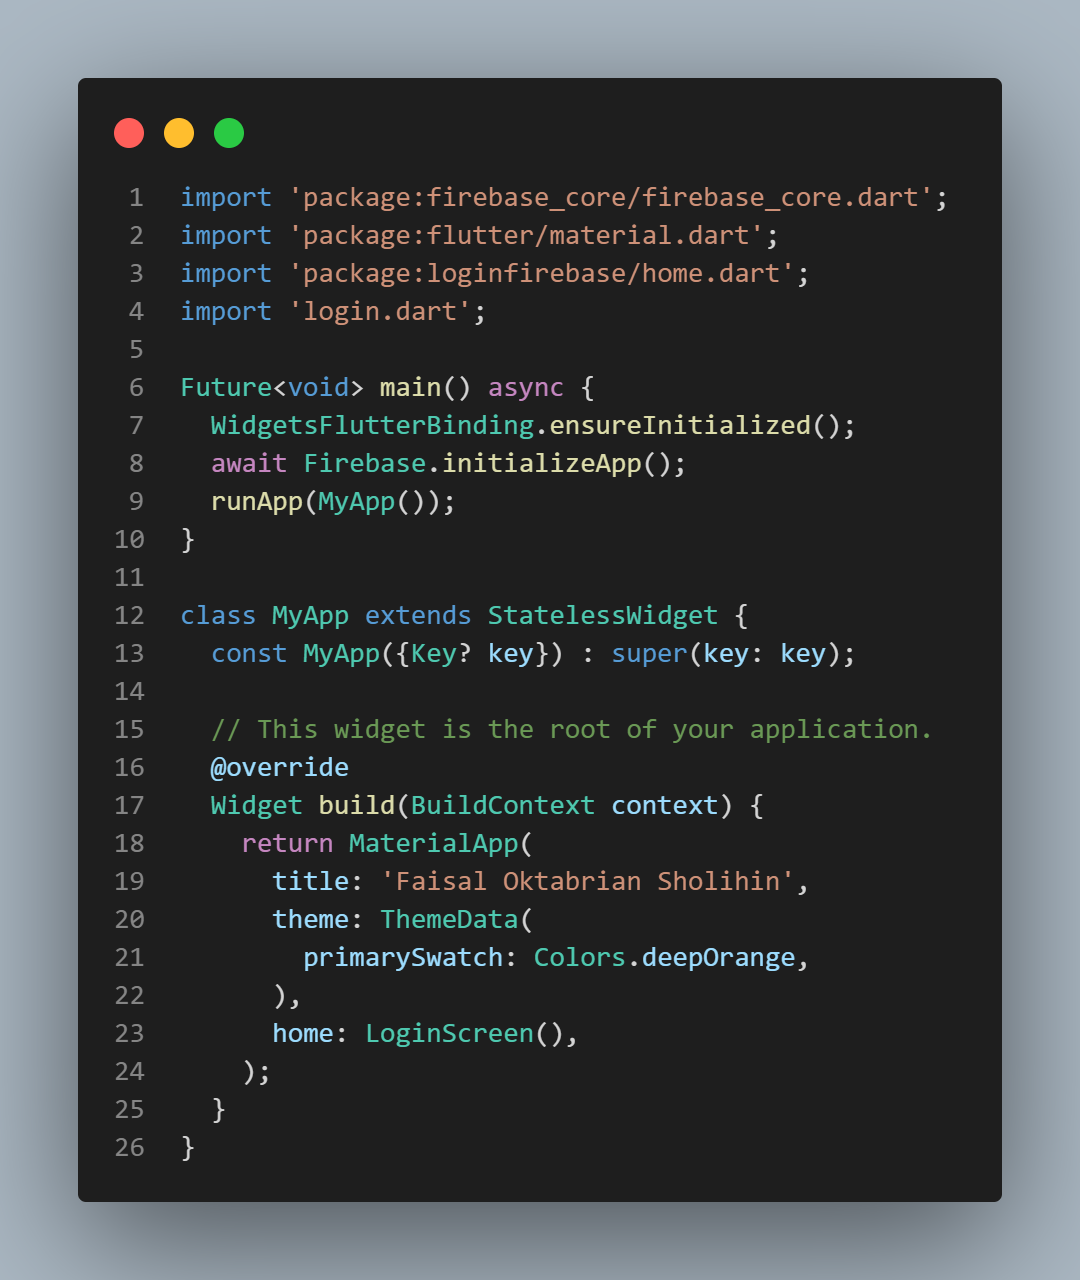 1 import 'package:firebase_core/firebase_core.dart';
2 import 'package:flutter/material.dart';
3 import 'package:loginfirebase/home.dart';
4 import 'login.dart';
5
6 Future<void> main() async {
7   WidgetsFlutterBinding.ensureInitialized();
8   await Firebase.initializeApp();
9   runApp(MyApp());
10 }
11
12 class MyApp extends StatelessWidget {
13   const MyApp({Key? key}) : super(key: key);
14
15   // This widget is the root of your application.
16   @override
17   Widget build(BuildContext context) {
18     return MaterialApp(
19       title: 'Faisal Oktabrian Sholihin',
20       theme: ThemeData(
21         primarySwatch: Colors.deepOrange,
22       ),
23       home: LoginScreen(),
24     );
25   }
26 }